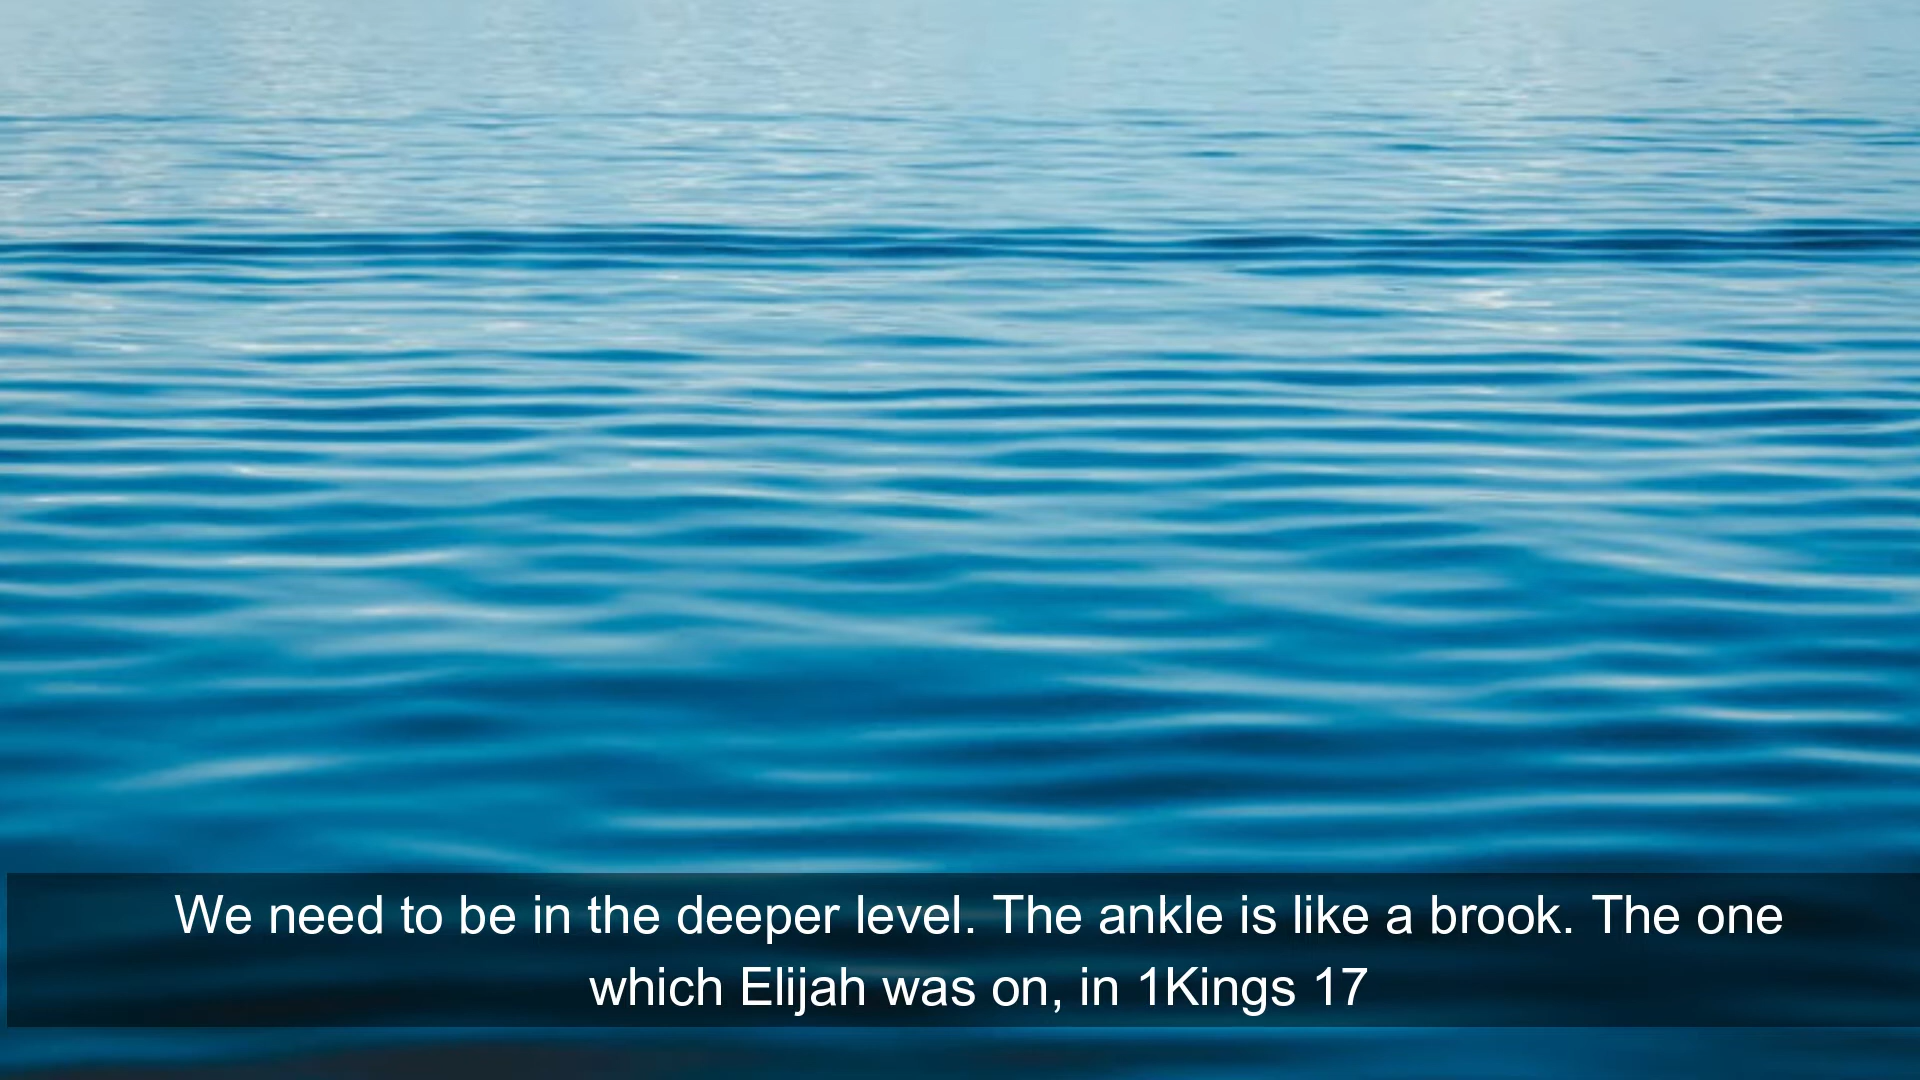 We need to be in the deeper level. The ankle is like a brook. The one
which Elijah was on, in 1Kings 17